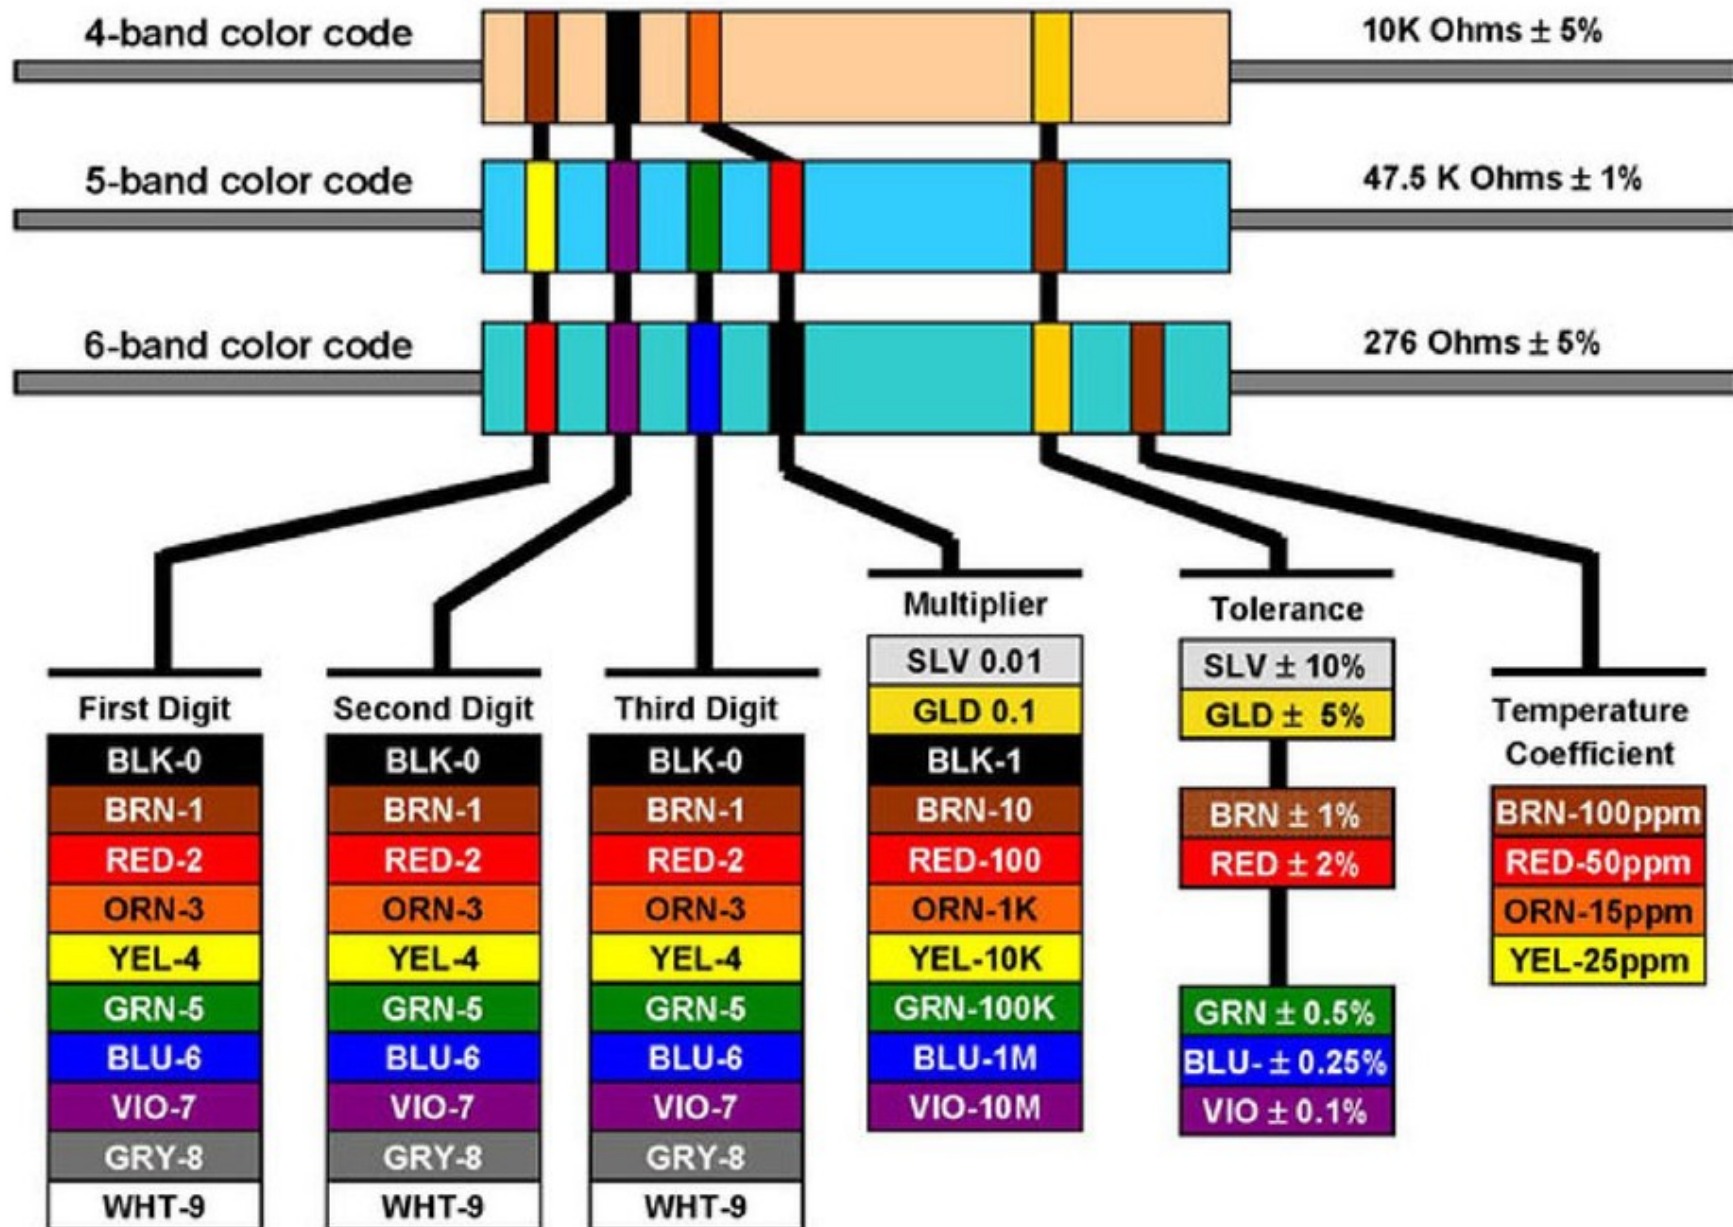 4-band color code
10K Ohms ± 5%
5-band color code
47.5 K Ohms ± 1%
6-band color code
276 Ohms ± 5%
First Digit
BLK-0
BRN-1
RED-2
ORN-3
YEL-4
GRN-5
BLU-6
VIO-7
GRY-8
WHT-9
Second Digit
BLK-0
BRN-1
RED-2
ORN-3
YEL-4
GRN-5
BLU-6
VIO-7
GRY-8
WHT-9
Third Digit
BLK-0
BRN-1
RED-2
ORN-3
YEL-4
GRN-5
BLU-6
VIO-7
GRY-8
WHT-9
Multiplier
SLV 0.01
GLD 0.1
BLK-1
BRN-10
RED-100
ORN-1K
YEL-10K
GRN-100K
BLU-1M
VIO-10M
Tolerance
SLV ± 10%
GLD ± 5%
BRN ± 1%
RED ± 2%
GRN ± 0.5%
BLU- ± 0.25%
VIO ± 0.1%
Temperature
Coefficient
BRN-100ppm
RED-50ppm
ORN-15ppm
YEL-25ppm